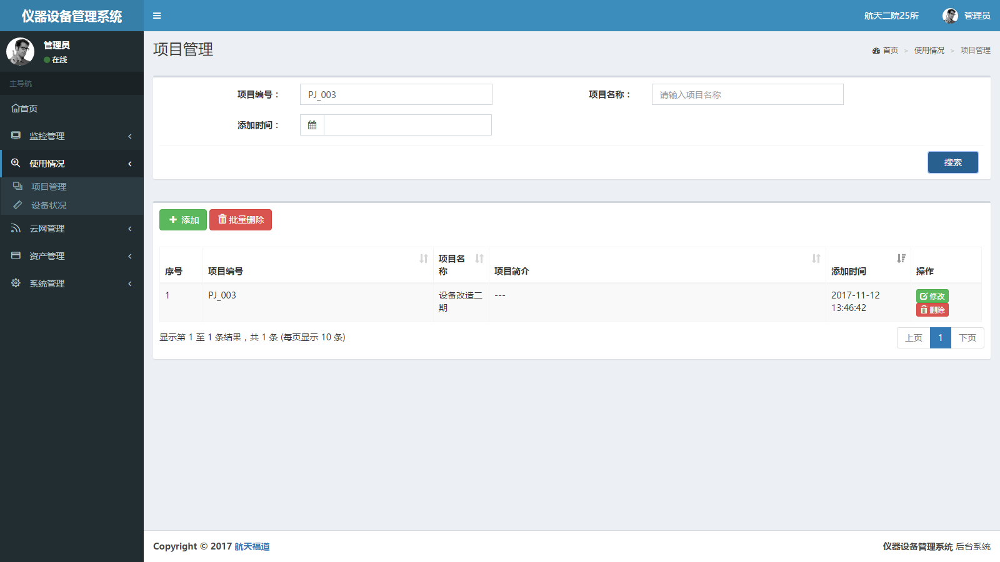 仪器设备管理系统
航天二院25所
管理员
管理员
在线
主导航
首页
监控管理
使用情况
项目管理
设备状况
云网管理
资产管理
系统管理
项目管理
首页 > 使用情况 > 项目管理
项目编号： PJ_003 项目名称： 请输入项目名称
添加时间：
搜索
添加 批量删除
序号 项目编号 项目名称 项目简介 添加时间 操作
1 PJ_003 设备改造二期 --- 2017-11-12 13:46:42 修改 删除
显示第 1 至 1 条结果，共 1 条 (每页显示 10 条)
上页 1 下页
Copyright © 2017 航天福道
仪器设备管理系统 后台系统